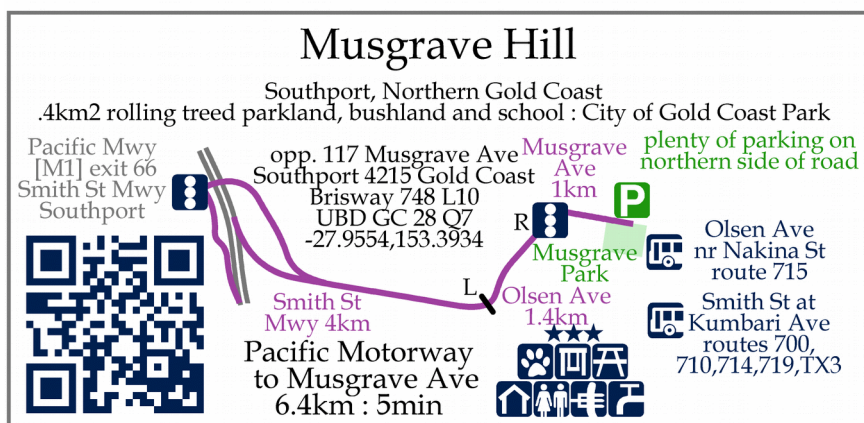 Musgrave Hill
Southport, Northern Gold Coast
.4km2 rolling treed parkland, bushland and school : City of Gold Coast Park
Pacific Mwy
[M1] exit 66
Smith St Mwy
Southport
opp. 117 Musgrave Ave
Southport 4215 Gold Coast
Brisway 748 L10
UBD GC 28 Q7
-27.9554,153.3934
Musgrave
Ave
1km
plenty of parking on
northern side of road
P
R
Musgrave
Park
L
Olsen Ave
1.4km
Smith St
Mwy 4km
Olsen Ave
nr Nakina St
route 715
Smith St at
Kumbari Ave
routes 700,
710,714,719,TX3
Pacific Motorway
to Musgrave Ave
6.4km : 5min